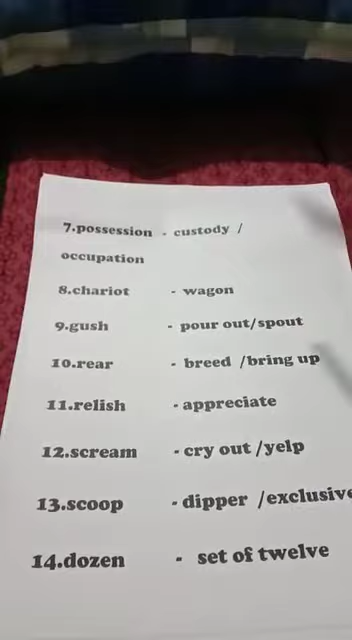 7.possession - custody /
occupation
8.chariot - wagon
9.gush - pour out/spout
10.rear - breed /bring up
11.relish - appreciate
12.scream - cry out /yelp
13.scoop - dipper /exclusive
14.dozen - set of twelve